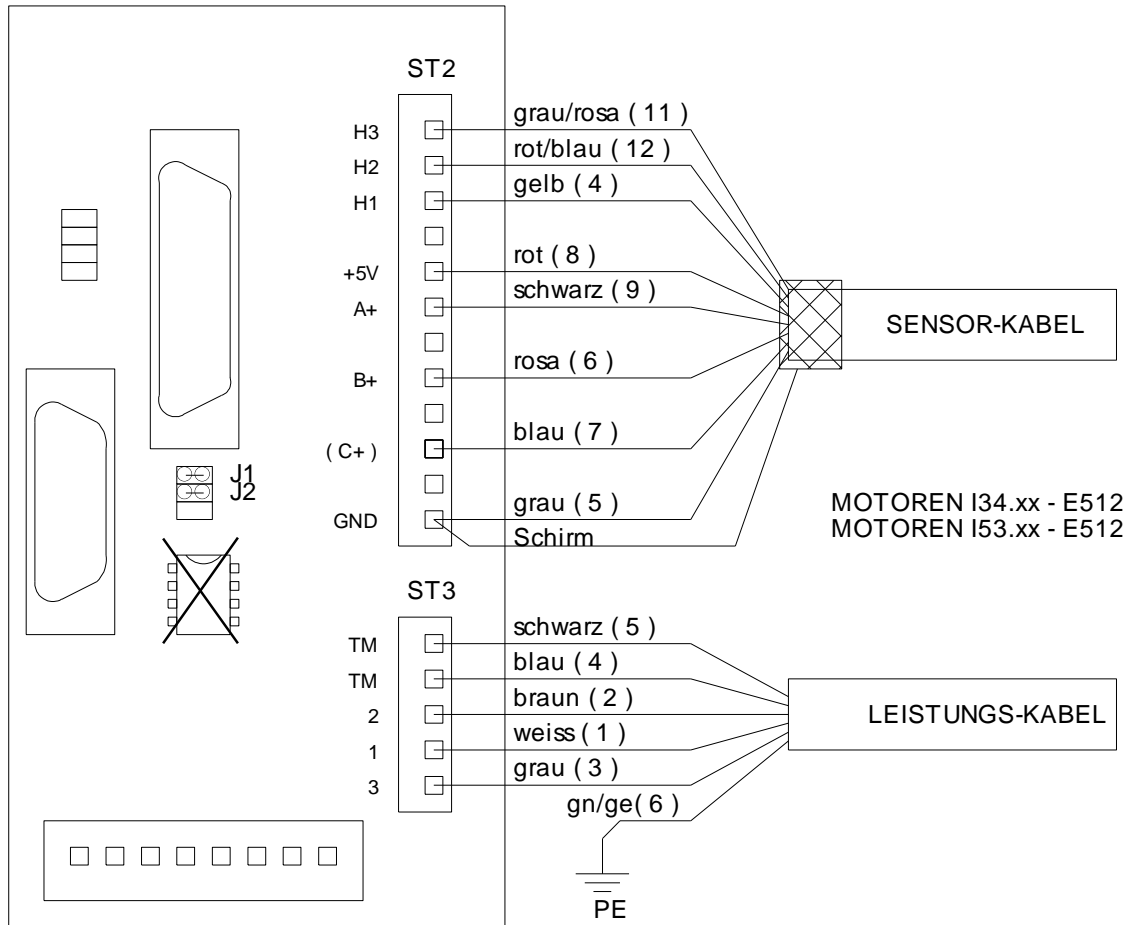 ST2
H3 grau/rosa ( 11 )
H2 rot/blau ( 12 )
H1 gelb ( 4 )
+5V rot ( 8 )
A+ schwarz ( 9 )
SENSOR-KABEL
B+ rosa ( 6 )
( C+ ) blau ( 7 )
J1
J2
GND grau ( 5 )
Schirm
MOTOREN I34.xx - E512
MOTOREN I53.xx - E512
ST3
TM schwarz ( 5 )
TM blau ( 4 )
2 braun ( 2 )
1 weiss ( 1 )
3 grau ( 3 )
LEISTUNGS-KABEL
gn/ge( 6 )
PE